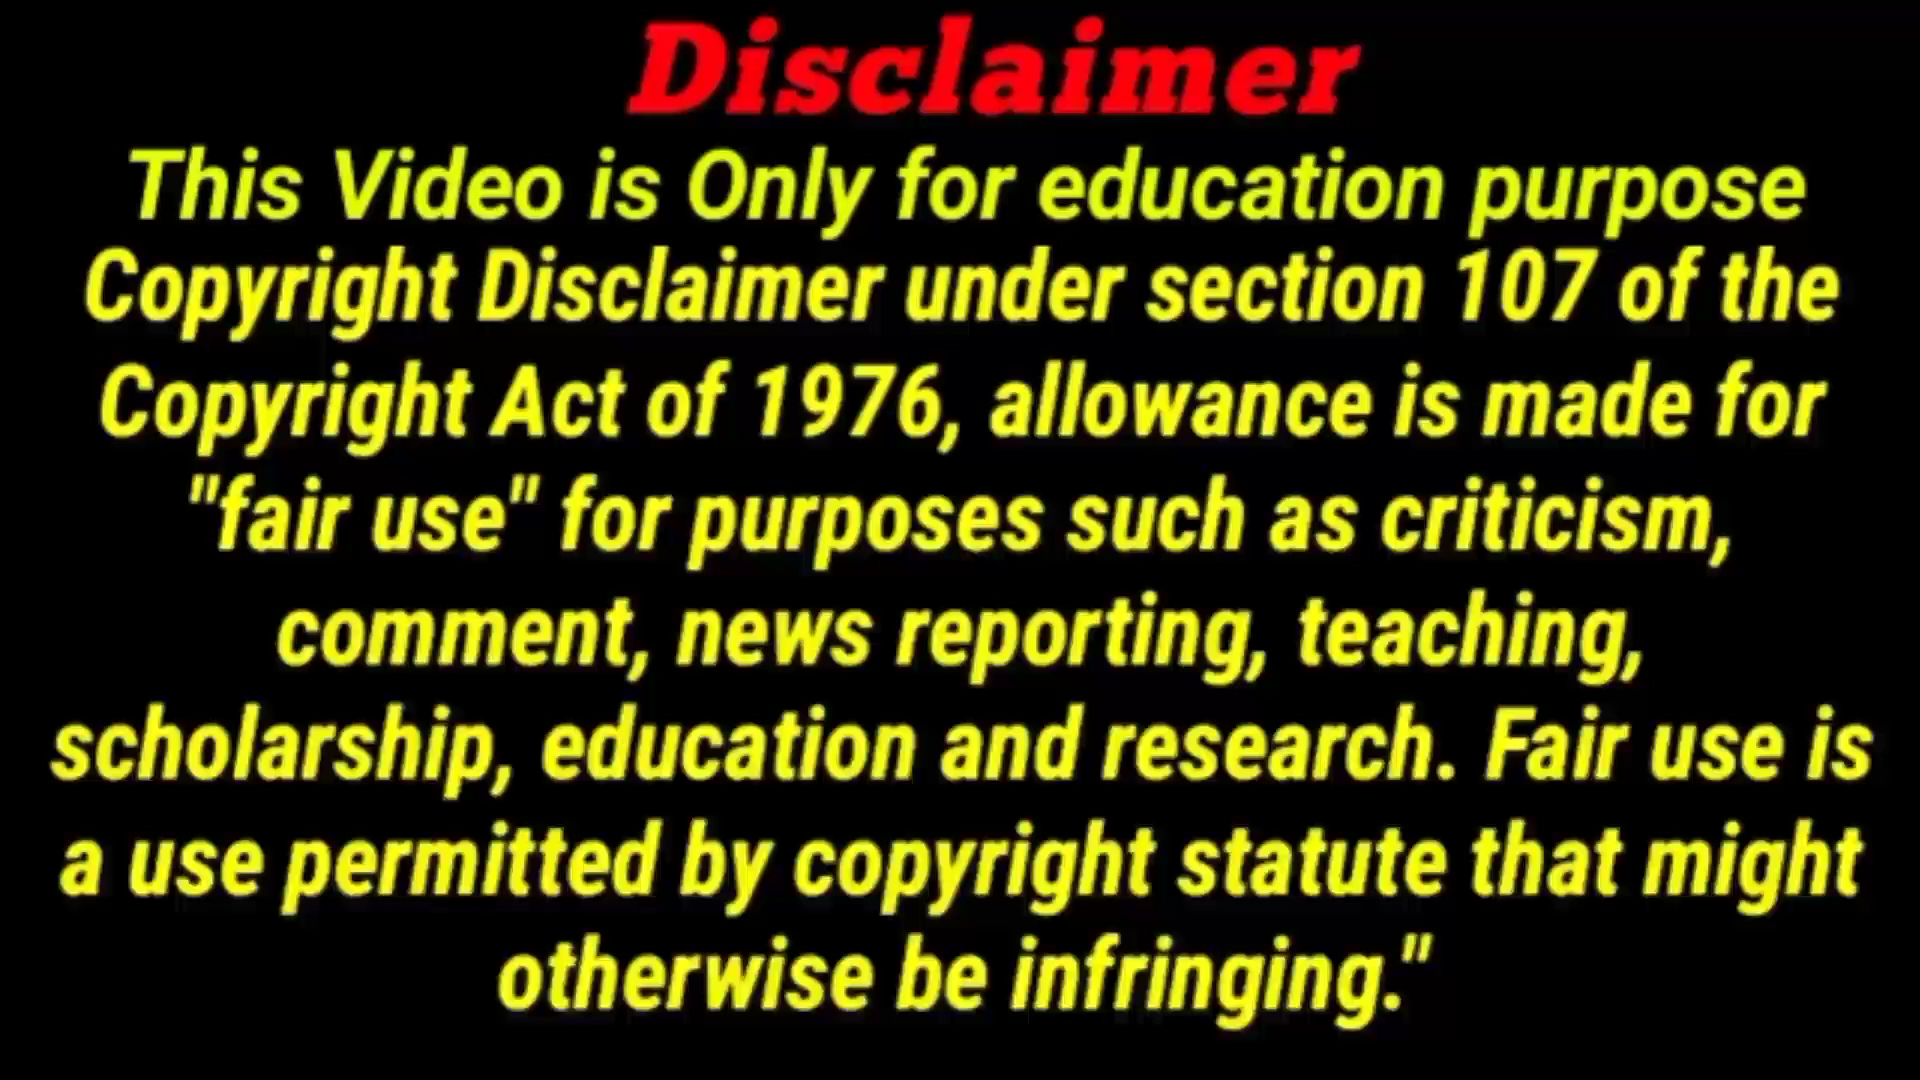 Disclaimer
This Video is Only for education purpose
Copyright Disclaimer under section 107 of the
Copyright Act of 1976, allowance is made for
"fair use" for purposes such as criticism,
comment, news reporting, teaching,
scholarship, education and research. Fair use is
a use permitted by copyright statute that might
otherwise be infringing."